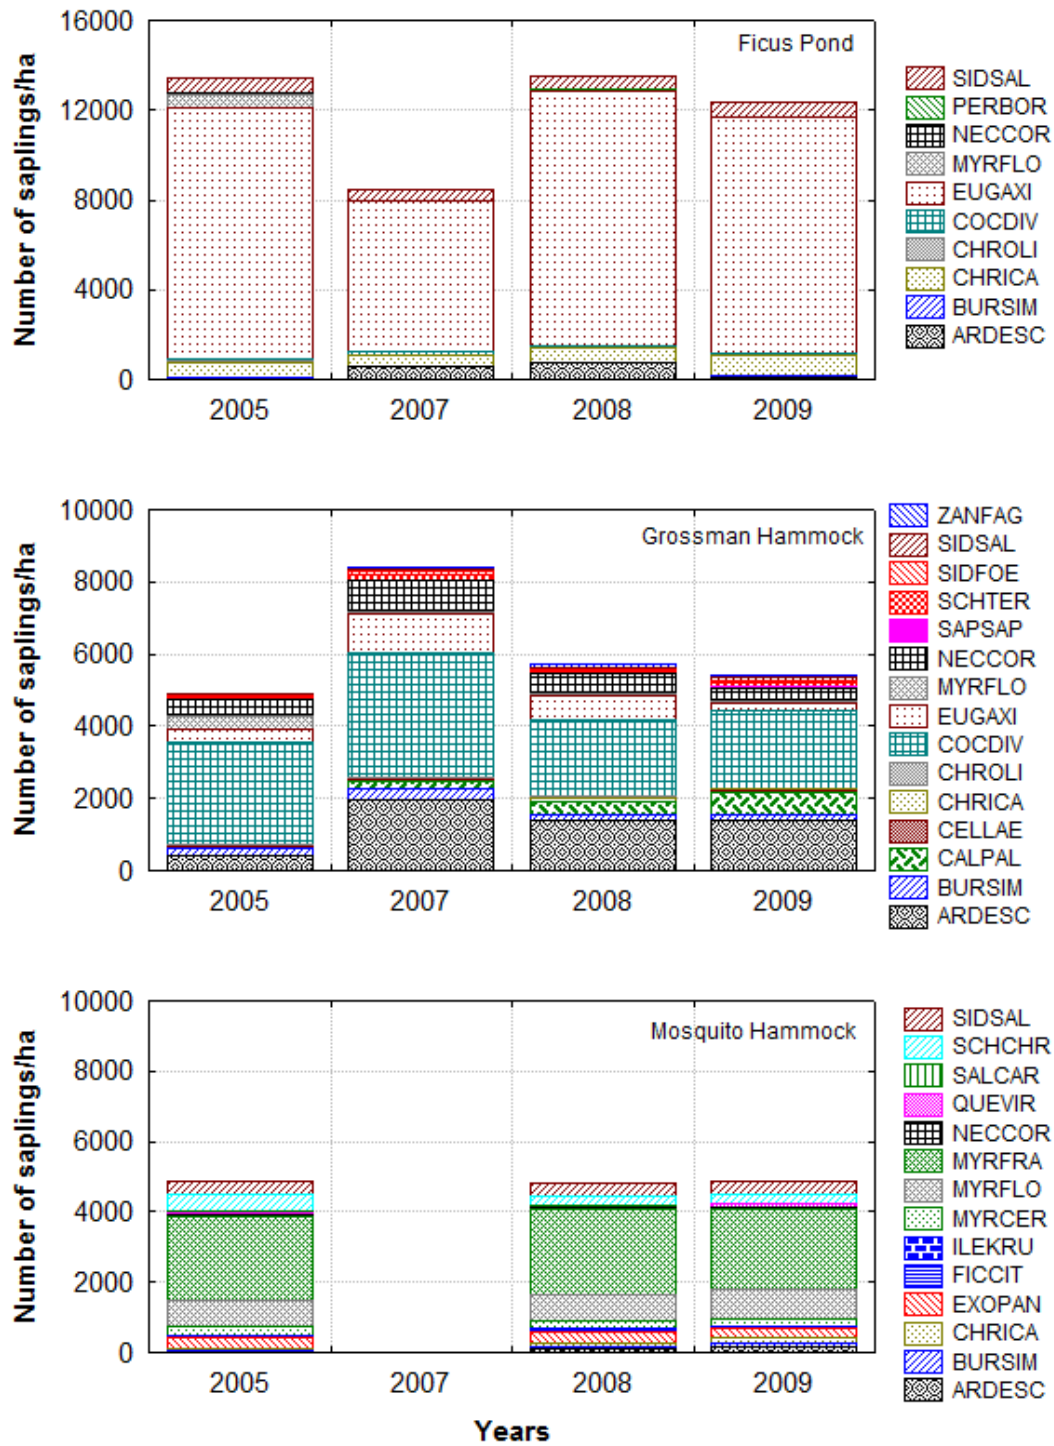 Number of saplings/ha
16000
12000
8000
4000
0
Ficus Pond
2005
2007
2008
2009
SIDSAL
PERBOR
NECCOR
MYRFLO
EUGAXI
COCDIV
CHROLI
CHRICA
BURSIM
ARDESC
Number of saplings/ha
10000
8000
6000
4000
2000
0
Grossman Hammock
2005
2007
2008
2009
ZANFAG
SIDSAL
SIDFOE
SCHTER
SAPSAP
NECCOR
MYRFLO
EUGAXI
COCDIV
CHROLI
CHRICA
CELLAE
CALPAL
BURSIM
ARDESC
Number of saplings/ha
10000
8000
6000
4000
2000
0
Mosquito Hammock
2005
2007
2008
2009
SIDSAL
SCHCHR
SALCAR
QUEVIR
NECCOR
MYRFRA
MYRFLO
MYRCER
ILEKRU
FICCIT
EXOPAN
CHRICA
BURSIM
ARDESC
Years